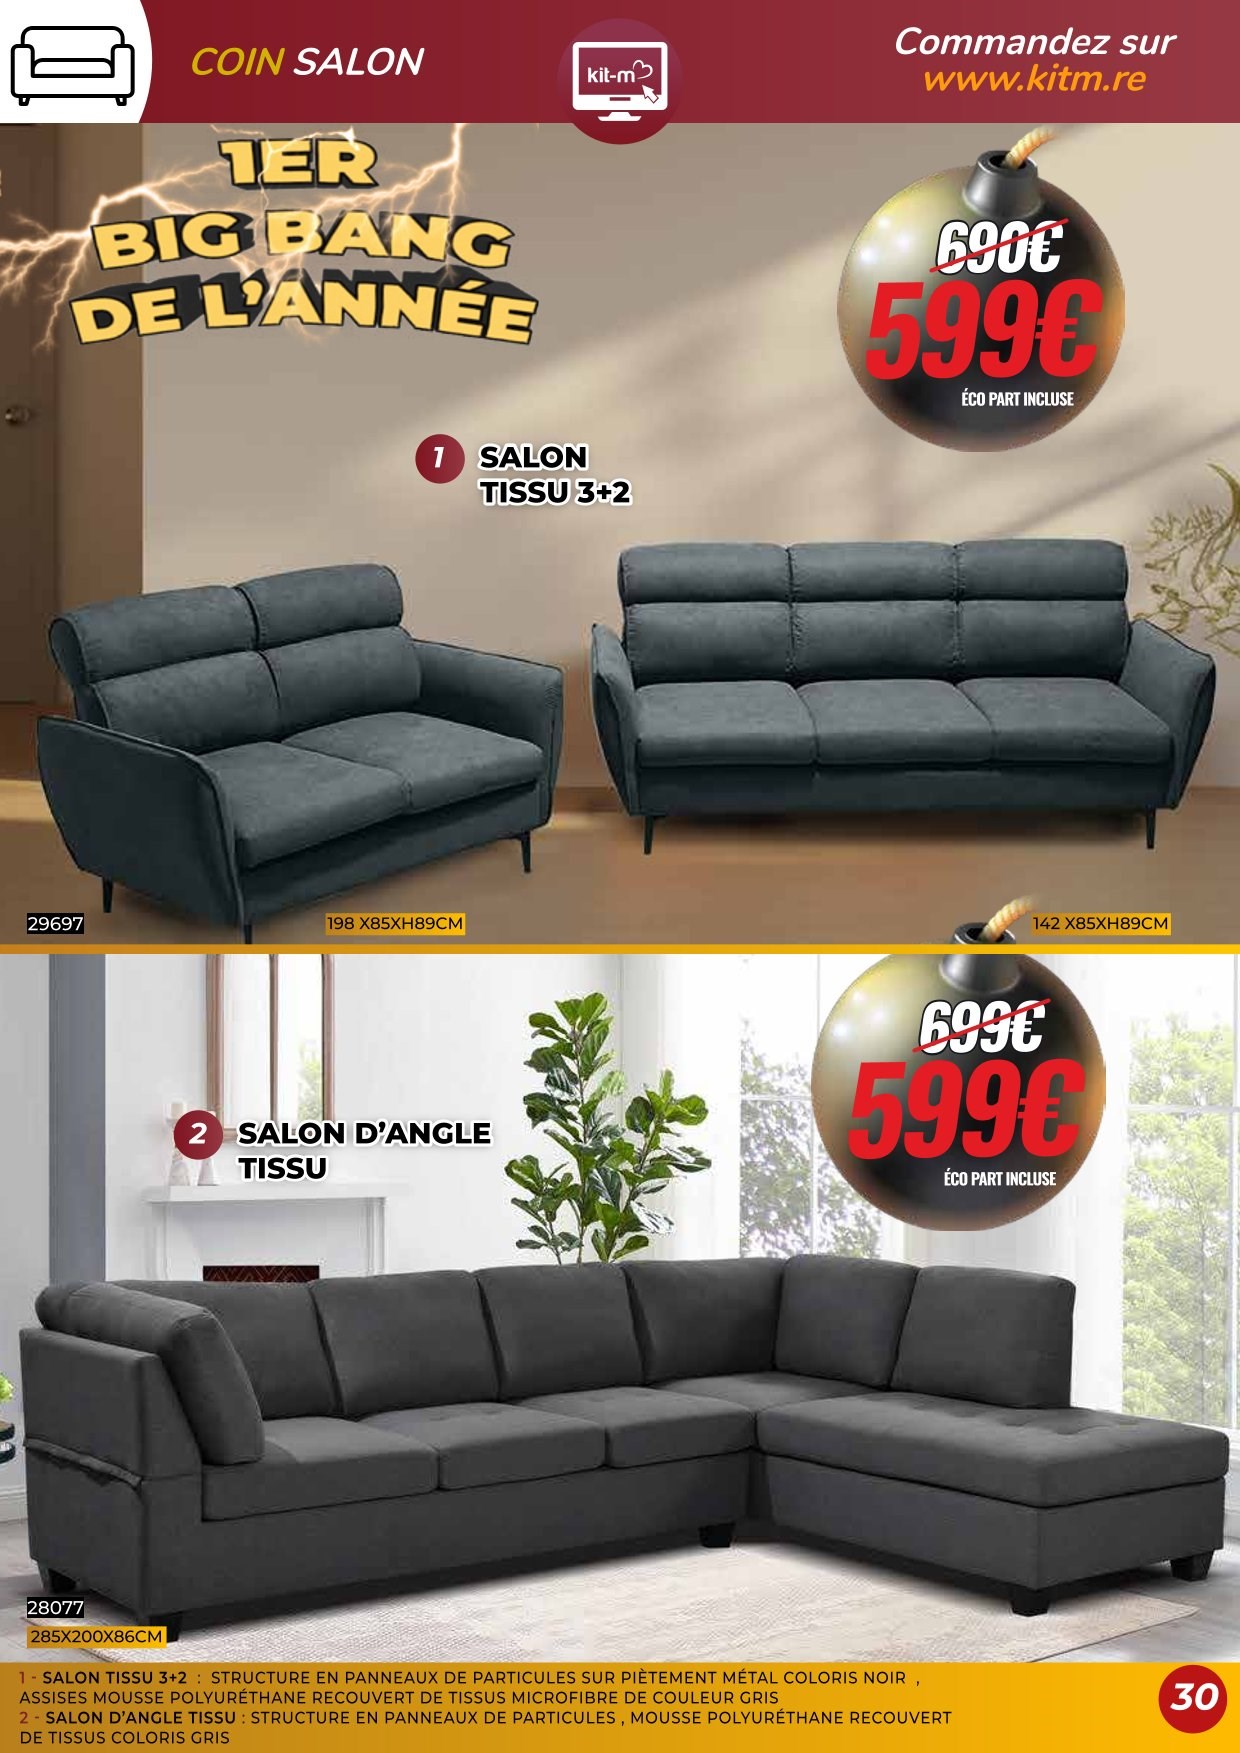 COIN SALON
kit-m
Commandez sur
www.kitm.re
1ER
BIG BANG
DE L'ANNÉE
690€
599€
ÉCO PART INCLUSE
1 SALON
TISSU 3+2
29697
198 X85XH89CM
142 X85XH89CM
699€
599€
ÉCO PART INCLUSE
2 SALON D'ANGLE
TISSU
28077
285X200X86CM
1 - SALON TISSU 3+2 : STRUCTURE EN PANNEAUX DE PARTICULES SUR PIÈTEMENT MÉTAL COLORIS NOIR ,
ASSISES MOUSSE POLYURÉTHANE RECOUVERT DE TISSUS MICROFIBRE DE COULEUR GRIS
2 - SALON D'ANGLE TISSU : STRUCTURE EN PANNEAUX DE PARTICULES , MOUSSE POLYURÉTHANE RECOUVERT
DE TISSUS COLORIS GRIS
30